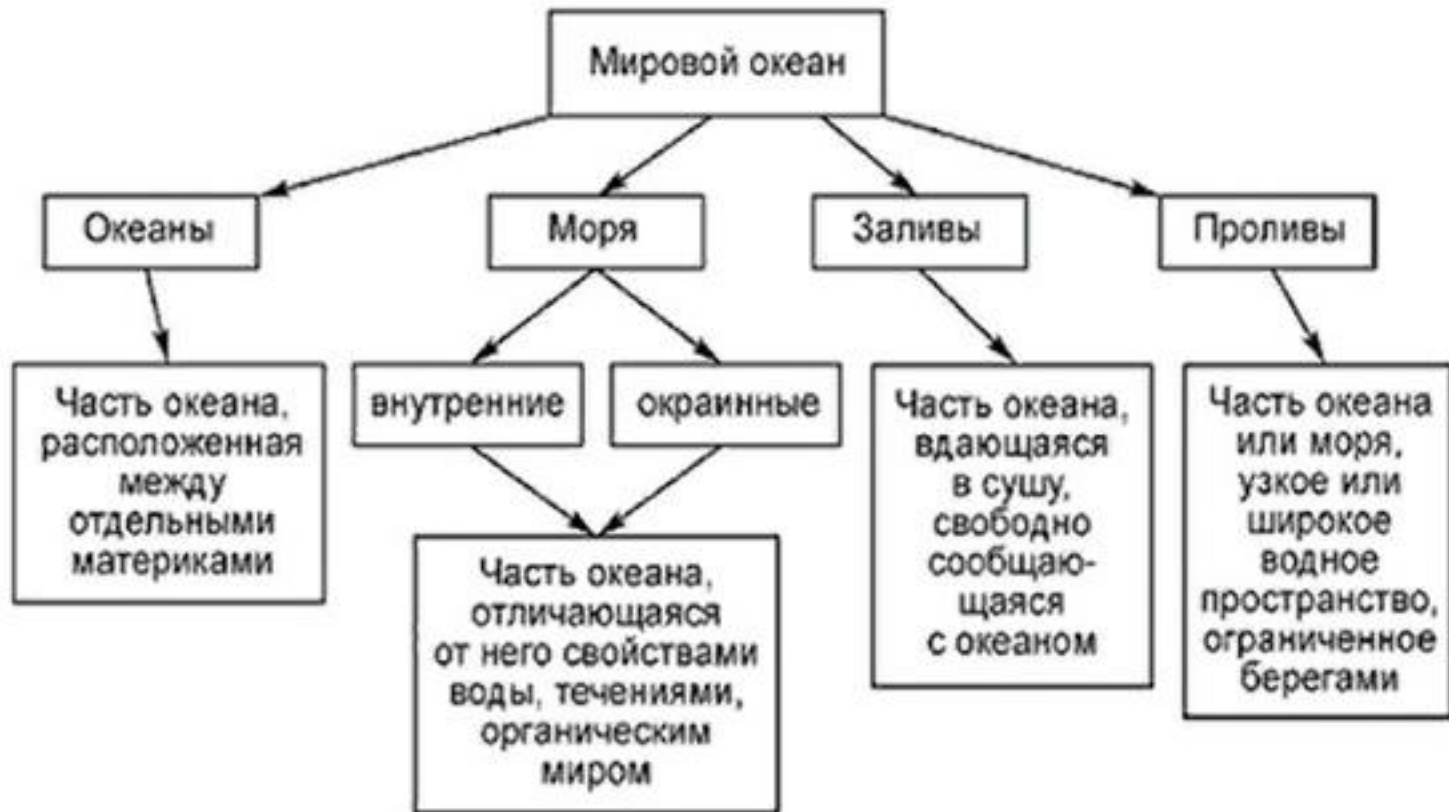 Мировой океан
Океаны
Моря
Заливы
Проливы
Часть океана,
расположенная
между
отдельными
материками
внутренние
окраинные
Часть океана,
отличающаяся
от него свойствами
воды, течениями,
органическим
миром
Часть океана,
вдающаяся
в сушу,
свободно
сообщаю-
щаяся
с океаном
Часть океана
или моря,
узкое или
широкое
водное
пространство,
ограниченное
берегами